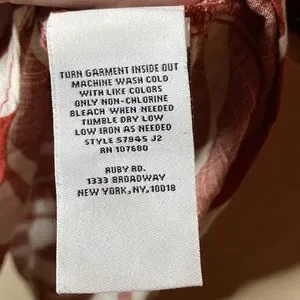 TURN GARMENT INSIDE OUT
MACHINE WASH COLD
WITH LIKE COLORS
ONLY NON-CHLORINE
BLEACH WHEN NEEDED
TUMBLE DRY LOW
LOW IRON AS NEEDED
STYLE 57945 J2
RN 107680
RUBY RD.
1333 BROADWAY
NEW YORK, NY, 10018